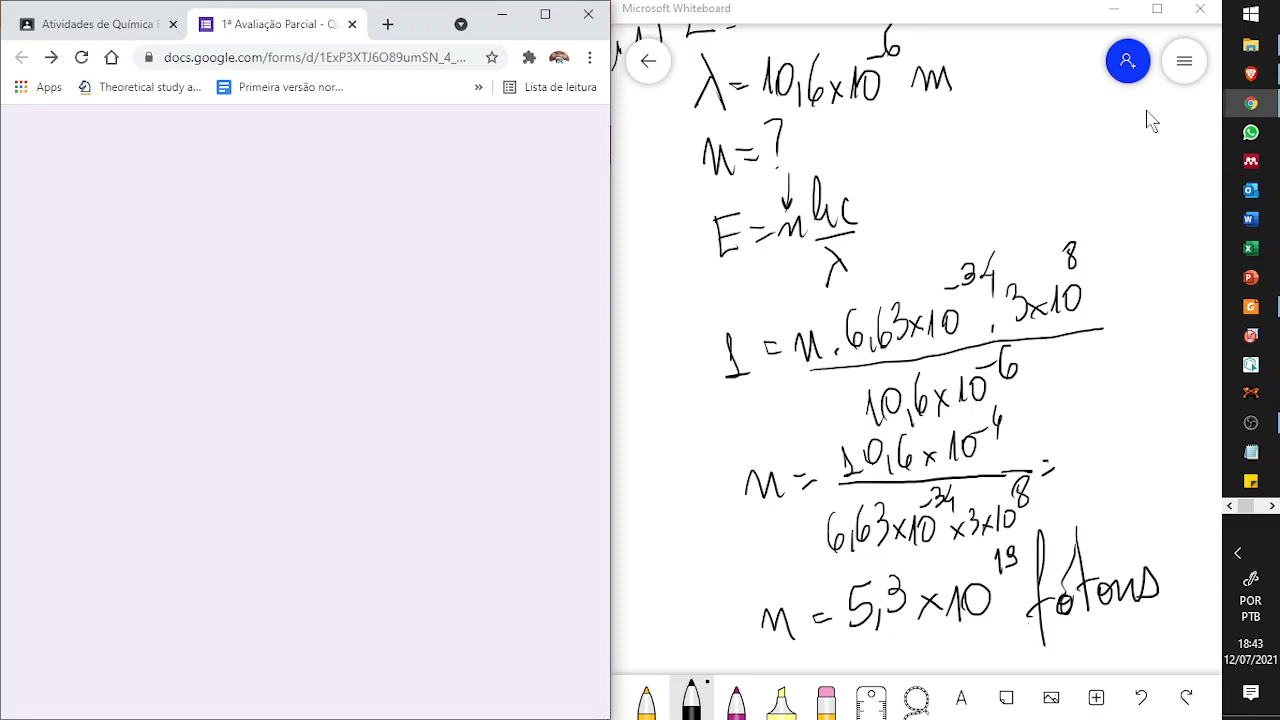 Atividades de Química i
1ª Avaliação Parcial - Qu
docs.google.com/forms/d/1ExP3XTJ6O89umzN_4_...
Apps
Theoretical study a...
Primeira versão nor...
»
Lista de leitura
Microsoft Whiteboard
λ = 10,6 x 10⁻⁶ m
n = ?
E = n hc / λ
1 = n . 6,63 x 10⁻³⁴ . 3 x 10⁸ / 10,6 x 10⁻⁶
n = 10,6 x 10⁻⁴ / 6,63 x 10⁻³⁴ x 3 x 10⁸ =
n = 5,3 x 10¹⁹ fótons
POR
PTB
18:43
12/07/2021